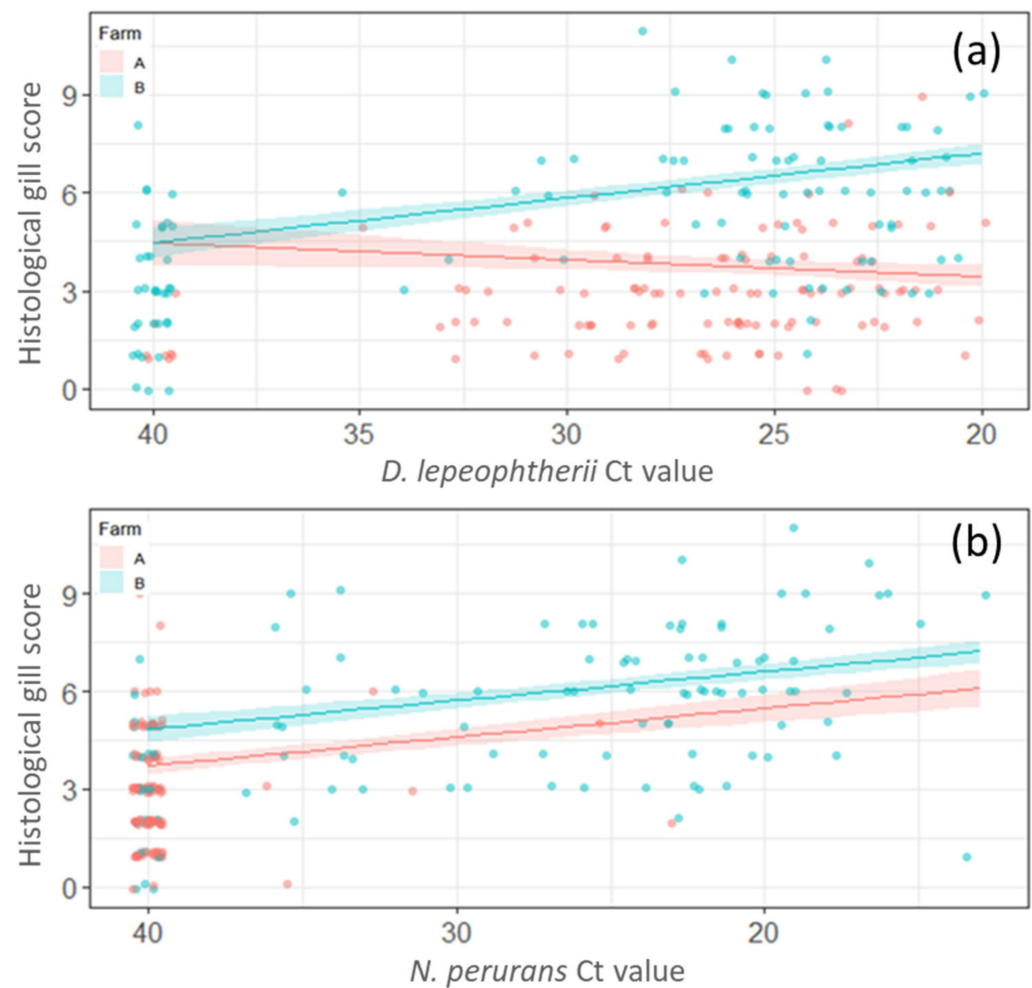 (a)
Farm
A
B
Histological gill score
9
6
3
0
40 35 30 25 20
D. lepeophtherii Ct value
(b)
Farm
A
B
Histological gill score
9
6
3
0
40 30 20
N. perurans Ct value